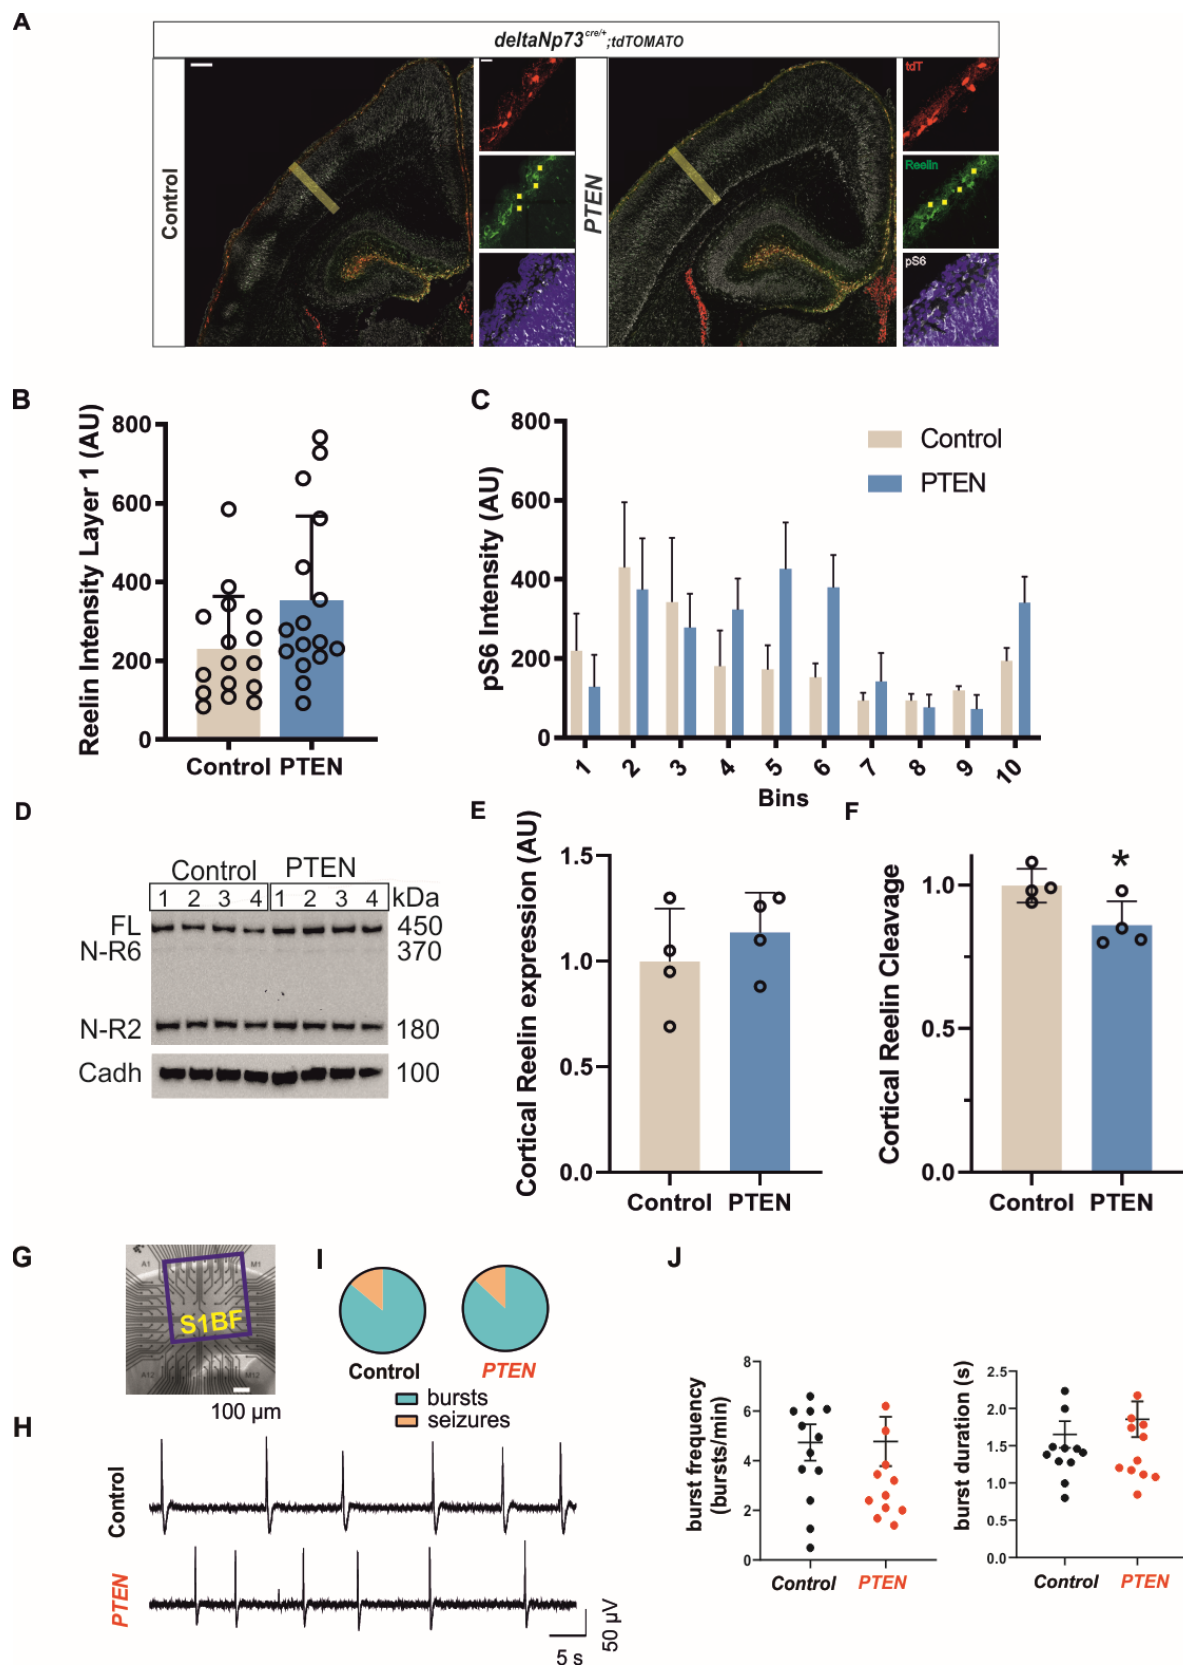 A
deltaNp73cre/+;tdTOMATO
Control
PTEN
tdT
Reelin
pS6
B
Reelin Intensity Layer 1 (AU)
800
600
400
200
0
Control PTEN
C
pS6 Intensity (AU)
800
600
400
200
0
Control
PTEN
1 2 3 4 5 6 7 8 9 10
Bins
D
Control PTEN
1 2 3 4 1 2 3 4 kDa
FL 450
N-R6 370
N-R2 180
Cadh 100
E
Cortical Reelin expression (AU)
1.5
1.0
0.5
0.0
Control PTEN
F
Cortical Reelin Cleavage
1.0
0.5
0.0
*
Control PTEN
G
A1 M1
S1BF
A12 M12
100 µm
I
Control PTEN
bursts
seizures
H
Control
PTEN
5 s
50 µV
J
burst frequency
(bursts/min)
8
6
4
2
0
Control PTEN
burst duration (s)
2.5
2.0
1.5
1.0
0.5
0.0
Control PTEN